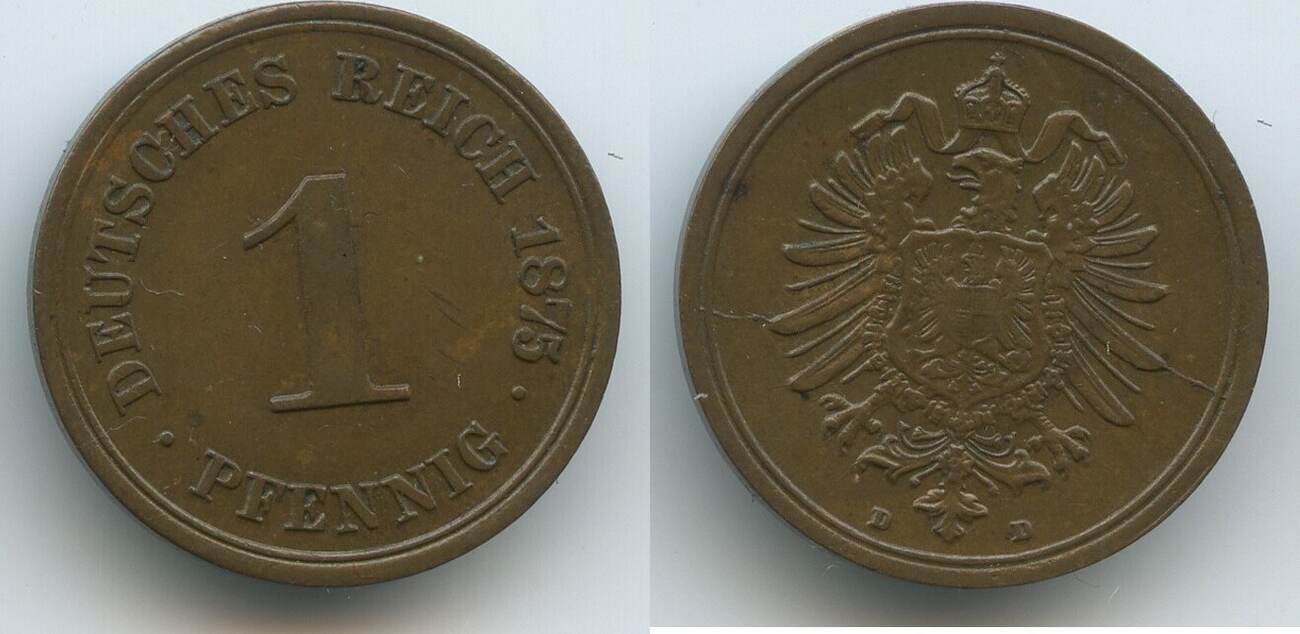 DEUTSCHES REICH 1875 ·
1
· PFENNIG
D D